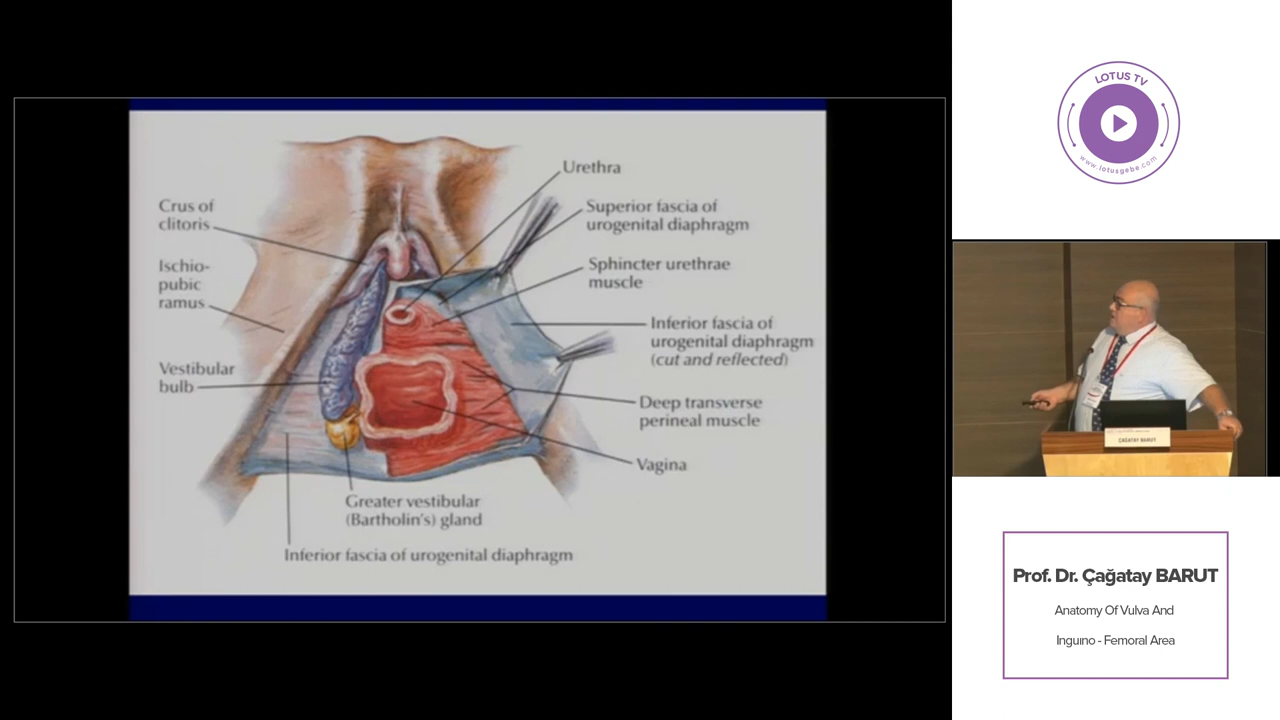 Urethra
Superior fascia of
urogenital diaphragm
Crus of
clitoris
Sphincter urethrae
muscle
Ischio-
pubic
ramus
Inferior fascia of
urogenital diaphragm
(cut and reflected)
Vestibular
bulb
Deep transverse
perineal muscle
Vagina
Greater vestibular
(Bartholin's) gland
Inferior fascia of urogenital diaphragm
LOTUS TV
www.lotusgebe.com
ÇAĞATAY BARUT
Prof. Dr. Çağatay BARUT
Anatomy Of Vulva And
Inguıno - Femoral Area